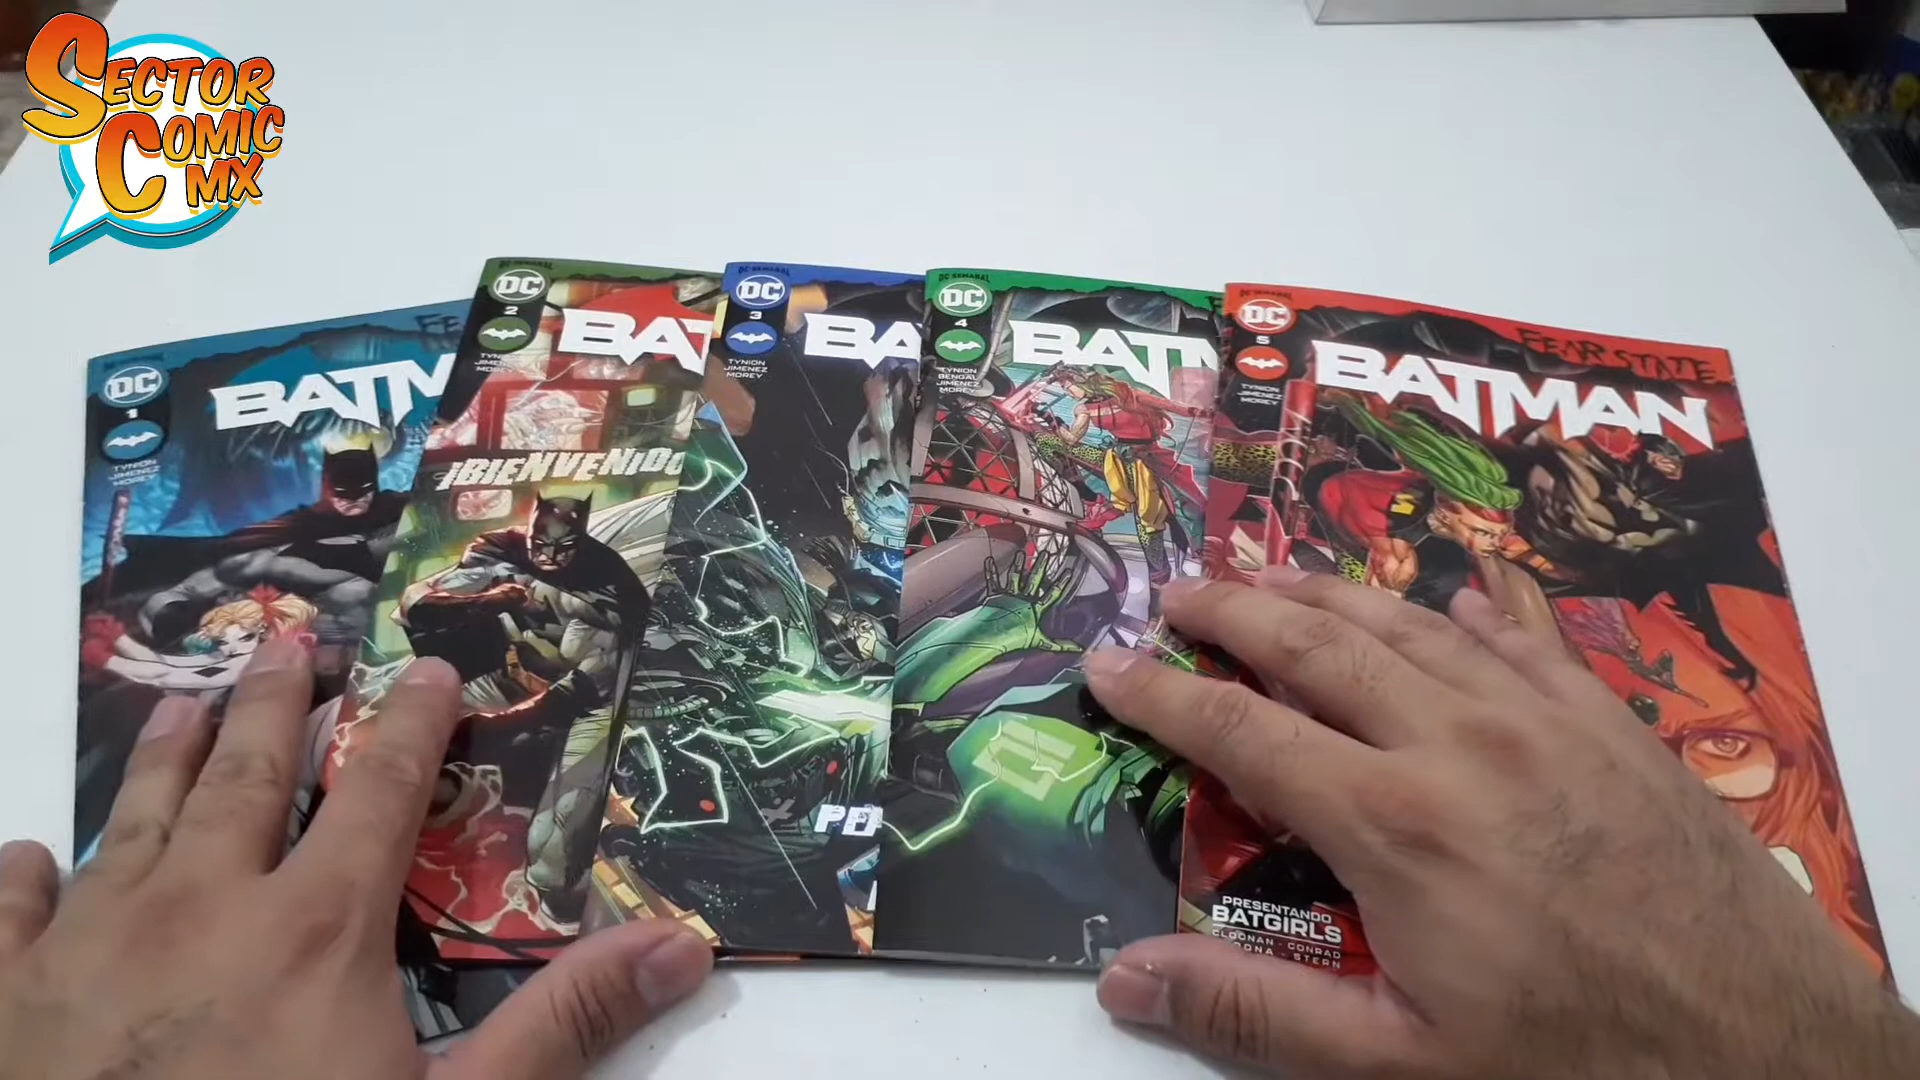 SECTOR
COMIC
MX
DC
1
BATM
TYNION
JIMENEZ
MOREY
DC SEMANAL
DC
2
BAT
¡BIENVENIDO
DC SEMANAL
DC
3
BA
TYNION
JIMENEZ
MOREY
DC SEMANAL
DC
4
BATM
TYNION
BENGAL
JIMENEZ
MOREY
DC SEMANAL
DC
5
FEAR STATE
BATMAN
TYNION
JIMENEZ
MOREY
PRESENTANDO
BATGIRLS
CLOONAN - CONRAD
STERN